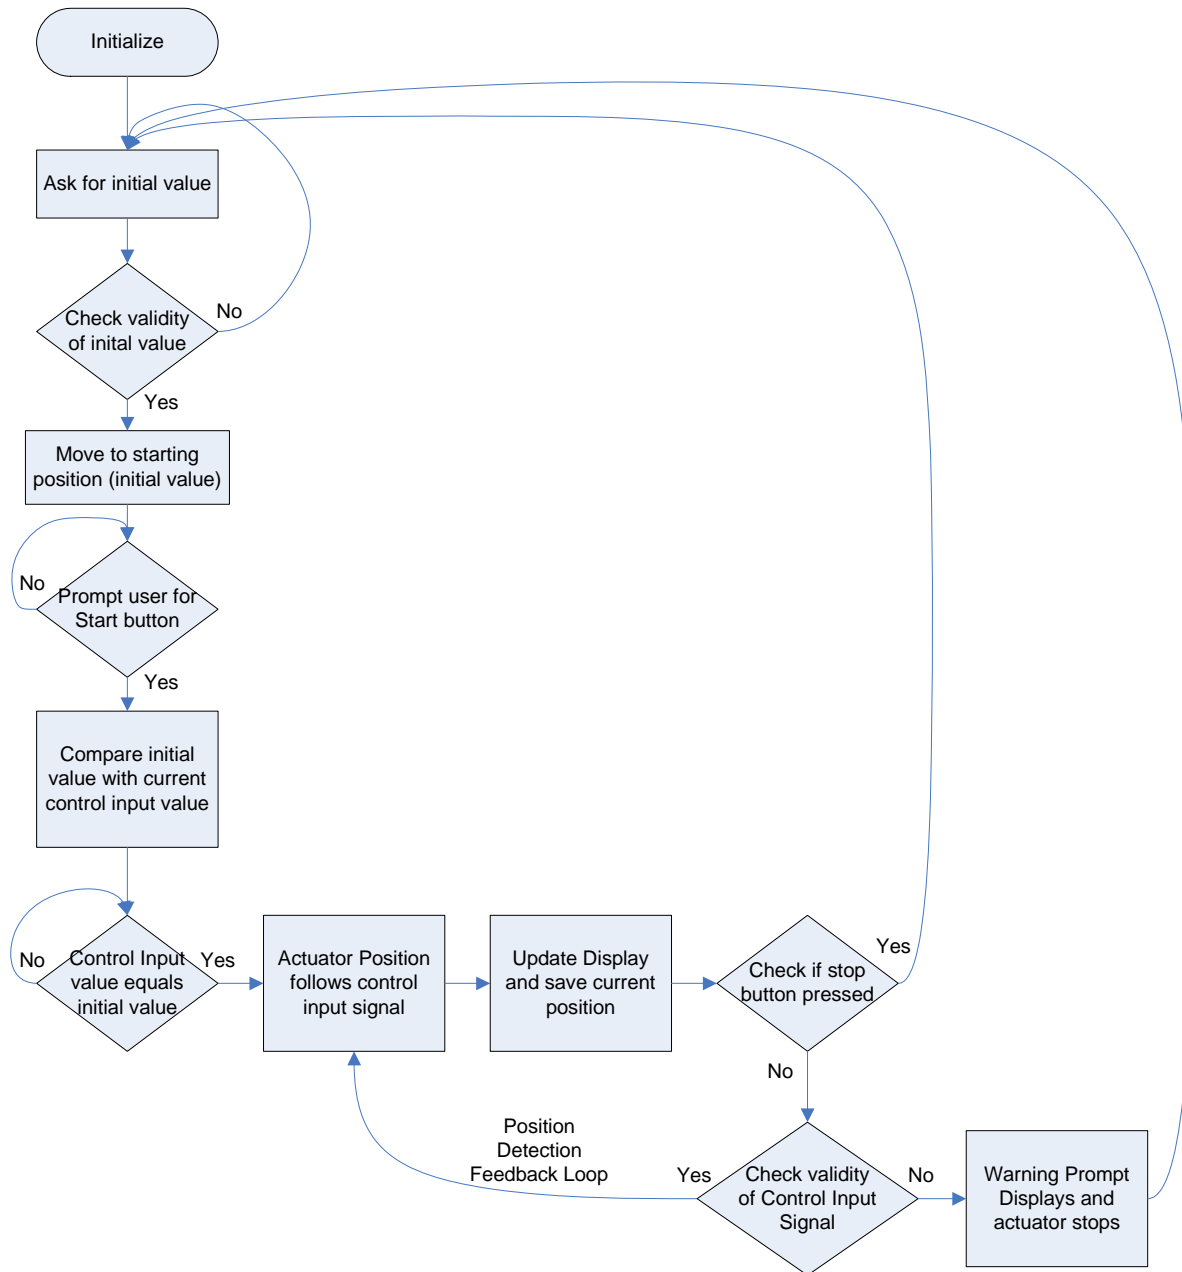 Initialize
Ask for initial value
Check validity
of inital value
No
Yes
Move to starting
position (initial value)
No
Prompt user for
Start button
Yes
Compare initial
value with current
control input value
No
Control Input
value equals
initial value
Yes
Actuator Position
follows control
input signal
Update Display
and save current
position
Check if stop
button pressed
Yes
No
Position
Detection
Feedback Loop
Yes
Check validity
of Control Input
Signal
No
Warning Prompt
Displays and
actuator stops